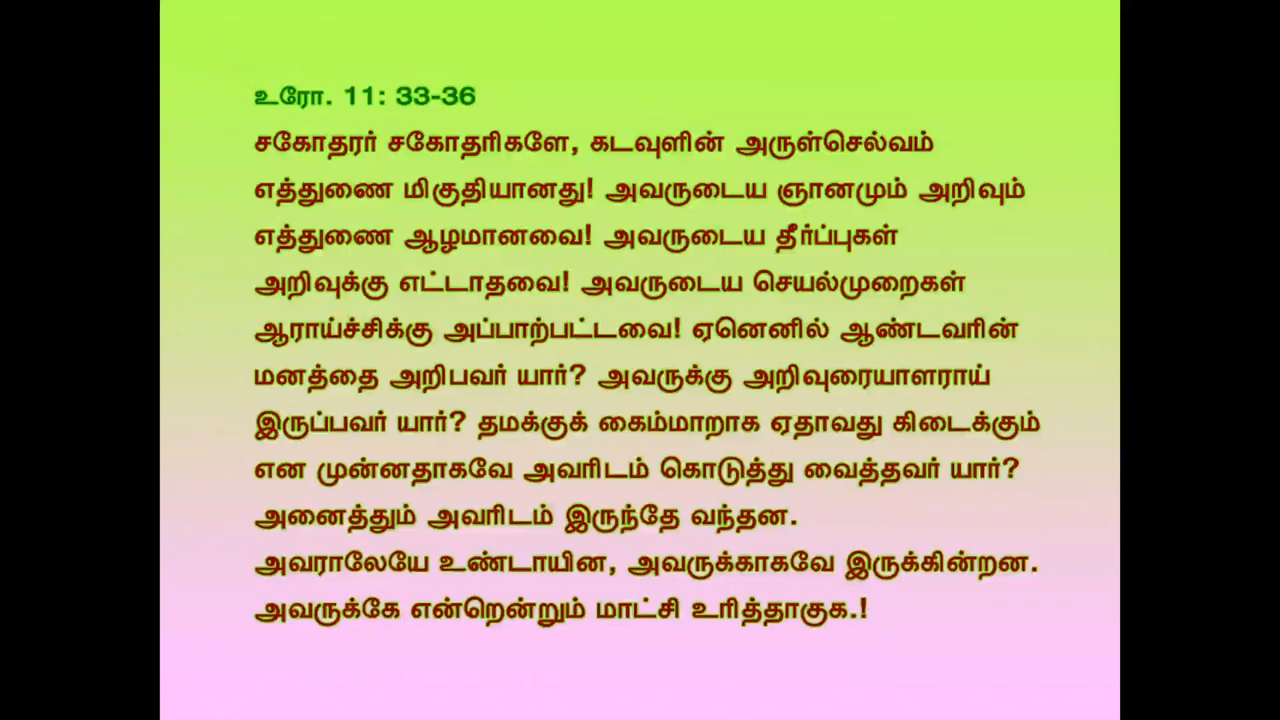 உரோ. 11: 33-36
சகோதரர் சகோதரிகளே, கடவுளின் அருள்செல்வம்
எத்துணை மிகுதியானது! அவருடைய ஞானமும் அறிவும்
எத்துணை ஆழமானவை! அவருடைய தீர்ப்புகள்
அறிவுக்கு எட்டாதவை! அவருடைய செயல்முறைகள்
ஆராய்ச்சிக்கு அப்பாற்பட்டவை! ஏனெனில் ஆண்டவரின்
மனத்தை அறிபவர் யார்? அவருக்கு அறிவுரையாளராய்
இருப்பவர் யார்? தமக்குக் கைம்மாறாக ஏதாவது கிடைக்கும்
என முன்னதாகவே அவரிடம் கொடுத்து வைத்தவர் யார்?
அனைத்தும் அவரிடம் இருந்தே வந்தன.
அவராலேயே உண்டாயின, அவருக்காகவே இருக்கின்றன.
அவருக்கே என்றென்றும் மாட்சி உரித்தாகுக.!